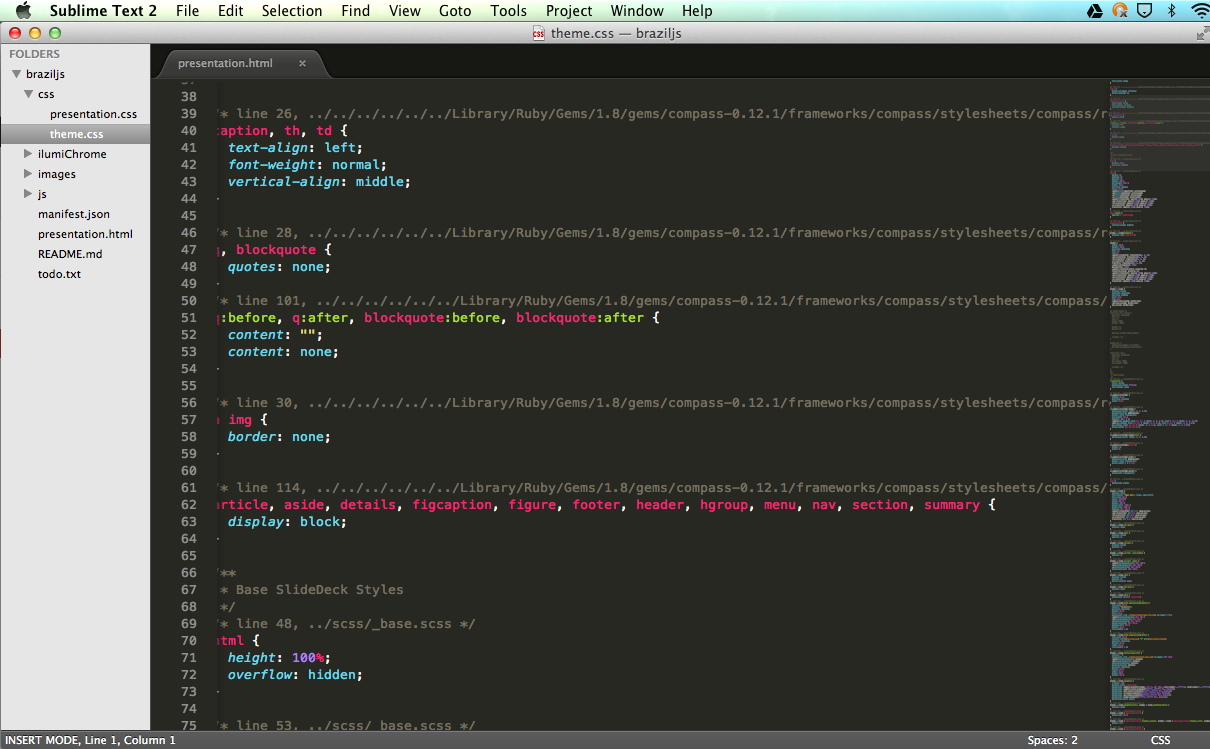 Sublime Text 2 File Edit Selection Find View Goto Tools Project Window Help
theme.css — braziljs
FOLDERS
braziljs
css
presentation.css
theme.css
ilumiChrome
images
js
manifest.json
presentation.html
README.md
todo.txt
presentation.html ×
38
39 /* line 26, ../../../../../../Library/Ruby/Gems/1.8/gems/compass-0.12.1/frameworks/compass/stylesheets/compass/r
40 caption, th, td {
41 text-align: left;
42 font-weight: normal;
43 vertical-align: middle;
44
45
46 /* line 28, ../../../../../../Library/Ruby/Gems/1.8/gems/compass-0.12.1/frameworks/compass/stylesheets/compass/r
47 q, blockquote {
48 quotes: none;
49
50 /* line 101, ../../../../../../Library/Ruby/Gems/1.8/gems/compass-0.12.1/frameworks/compass/stylesheets/compass/
51 q:before, q:after, blockquote:before, blockquote:after {
52 content: "";
53 content: none;
54
55
56 /* line 30, ../../../../../../Library/Ruby/Gems/1.8/gems/compass-0.12.1/frameworks/compass/stylesheets/compass/r
57 a img {
58 border: none;
59
60
61 /* line 114, ../../../../../../Library/Ruby/Gems/1.8/gems/compass-0.12.1/frameworks/compass/stylesheets/compass/
62 article, aside, details, figcaption, figure, footer, header, hgroup, menu, nav, section, summary {
63 display: block;
64
65
66 /**
67 * Base SlideDeck Styles
68 */
69 /* line 48, ../scss/_base.scss */
70 html {
71 height: 100%;
72 overflow: hidden;
73
74
75 /* line 53, ../scss/_base.scss */
INSERT MODE, Line 1, Column 1 Spaces: 2 CSS